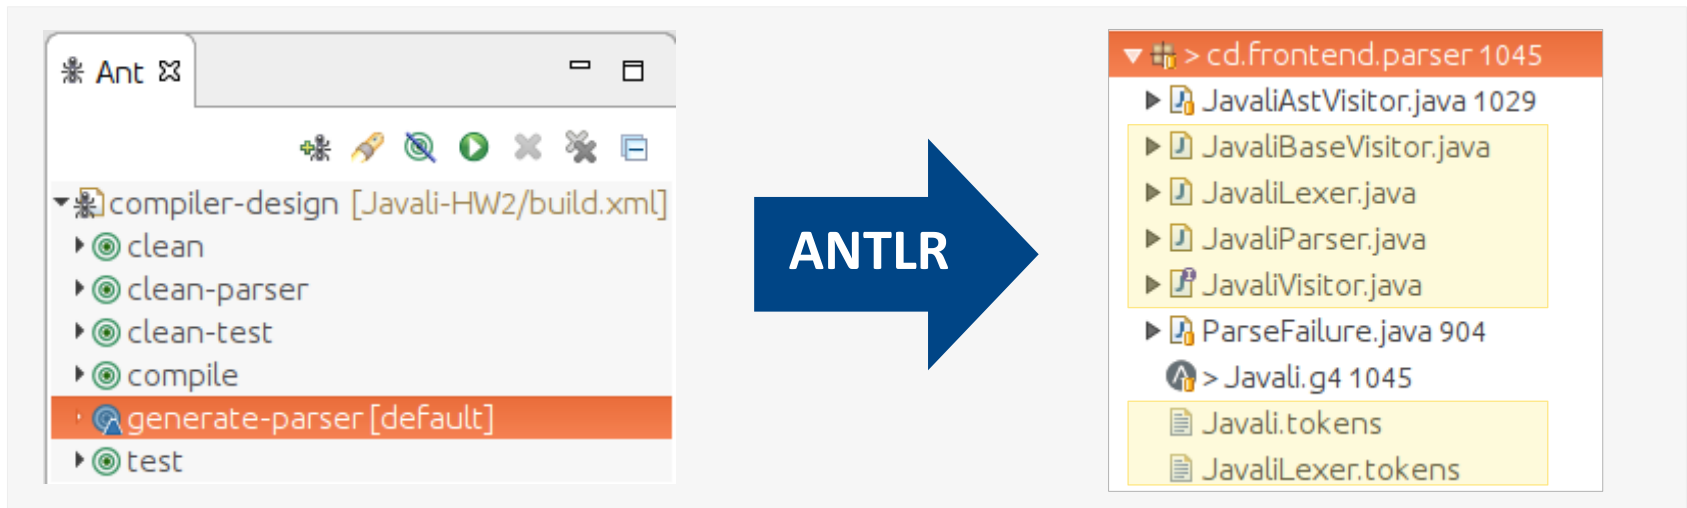 Ant
compiler-design [Javali-HW2/build.xml]
clean
clean-parser
clean-test
compile
generate-parser [default]
test
ANTLR
> cd.frontend.parser 1045
JavaliAstVisitor.java 1029
JavaliBaseVisitor.java
JavaliLexer.java
JavaliParser.java
JavaliVisitor.java
ParseFailure.java 904
> Javali.g4 1045
Javali.tokens
JavaliLexer.tokens